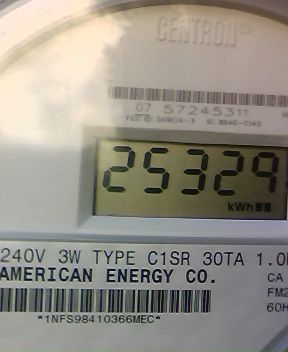 CENTRON®
07 57245311
25329
kWh
240V 3W TYPE C1SR 30TA 1.0
AMERICAN ENERGY CO.
CA
FM2
60H
*1NFS98410366MEC*